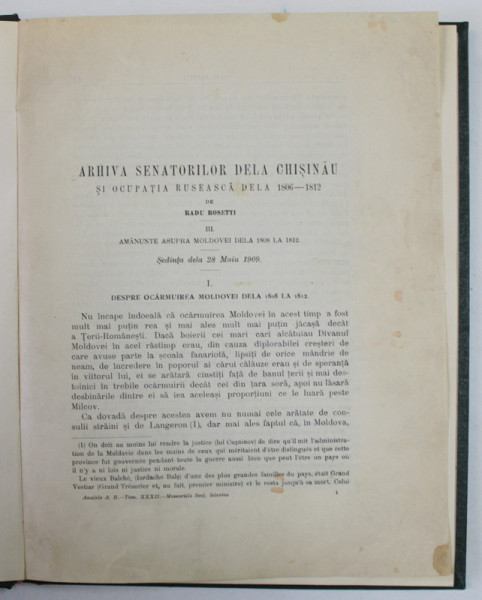 ARHIVA SENATORILOR DELA CHIȘINĂU
ȘI OCUPAȚIA RUSEASCĂ DELA 1806—1812
DE
RADU ROSETTI
III.
AMĂNUNTE ASUPRA MOLDOVEI DELA 1808 LA 1812.
Ședința dela 28 Maiu 1909.
I.
DESPRE OCÂRMUIREA MOLDOVEI DELA 1808 LA 1812.
Nu încape îndoeală că ocârmuirea Moldovei în acest timp a fost
mult mai puțin rea și mai ales mult mai puțin jăcașă decât
a Țerii-Românești. Dacă boierii cei mari cari alcătuiau Divanul
Moldovei în acel răstimp erau, din cauza diplorabilei creșteri de
care avuse parte la școala fanariotă, lipsiți de orice mândrie de
neam, de încredere în poporul ai cărui călăuze erau și de speranță
în viitorul lui, ei se arătară cinstiți față de banul țerii și mai des-
toinici în trebile ocârmuirii decât cei din țara soră, apoi nu lăsară
desbinările dintre ei să iea aceleași proporțiuni ce le luară peste
Milcov.
Ca dovadă despre acestea avem nu numai cele arătate de con-
sulii străini și de Langeron (1), dar mai ales faptul că, în Moldova,
(1) On doit au moins lui rendre la justice (lui Cușnicov) de dire qu'il mit l'administra-
tion de la Moldavie dans les mains de ceux qui méritaient d'être distingués et que cette
province fut gouvernée pendant toute la guerre aussi bien que peut l'être un pays où
il n'y a ni lois ni justice ni morale.
Le vieux Balche, (Iordache Balș) d'une des plus grandes familles du pays, était Grand
Vestiar (Grand Trésorier et, au fait, premier ministre) et le resta jusqu'à sa mort. Celui
Analele A. R.—Tom. XXXII.—Memoriile Secț. Istorice 1